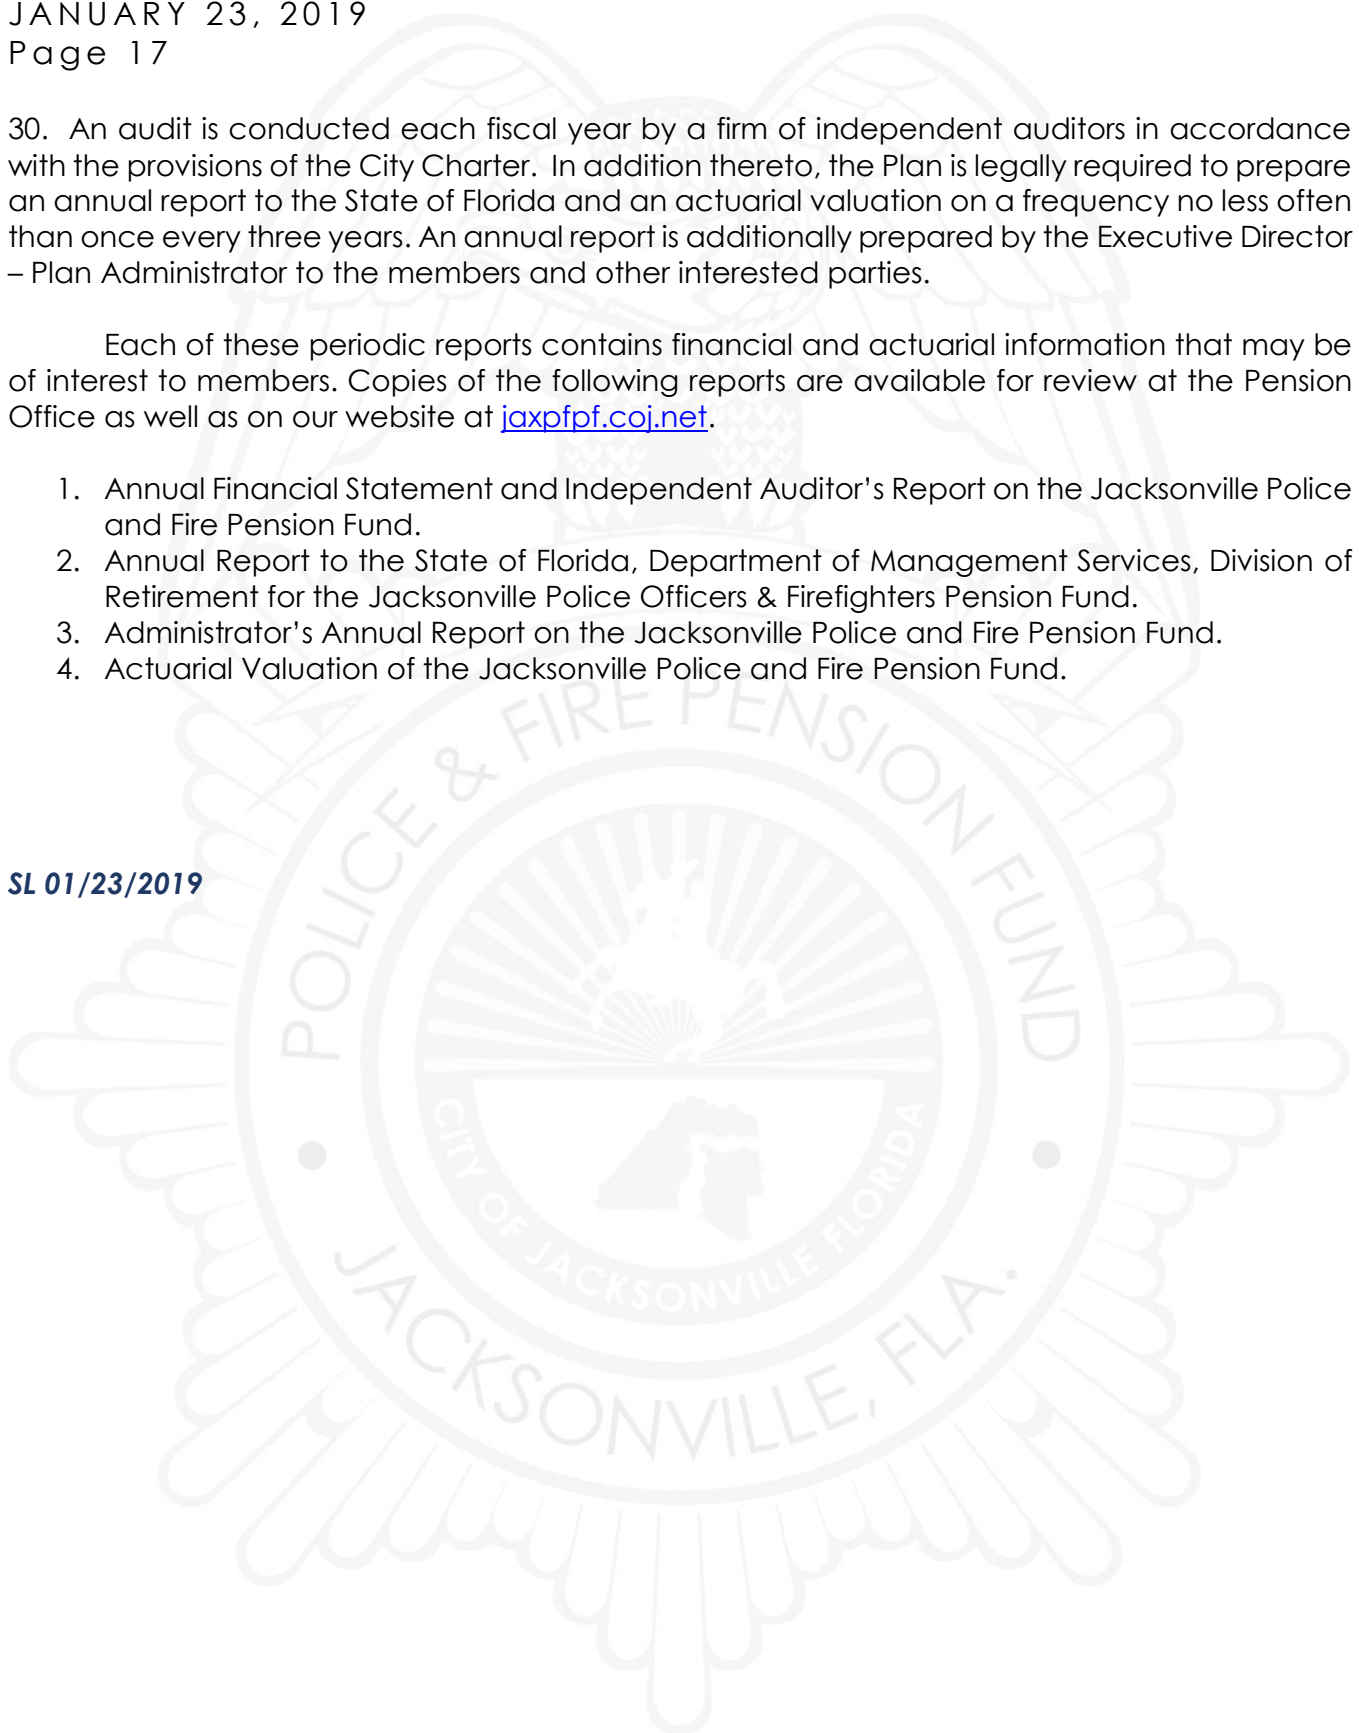 JANUARY 23, 2019
Page 17
30. An audit is conducted each fiscal year by a firm of independent auditors in accordance
with the provisions of the City Charter. In addition thereto, the Plan is legally required to prepare
an annual report to the State of Florida and an actuarial valuation on a frequency no less often
than once every three years. An annual report is additionally prepared by the Executive Director
– Plan Administrator to the members and other interested parties.
Each of these periodic reports contains financial and actuarial information that may be
of interest to members. Copies of the following reports are available for review at the Pension
Office as well as on our website at jaxpfpf.coj.net.
1. Annual Financial Statement and Independent Auditor’s Report on the Jacksonville Police
and Fire Pension Fund.
2. Annual Report to the State of Florida, Department of Management Services, Division of
Retirement for the Jacksonville Police Officers & Firefighters Pension Fund.
3. Administrator’s Annual Report on the Jacksonville Police and Fire Pension Fund.
4. Actuarial Valuation of the Jacksonville Police and Fire Pension Fund.
SL 01/23/2019
POLICE & FIRE PENSION FUND
CITY OF JACKSONVILLE FLORIDA
JACKSONVILLE, FLA.